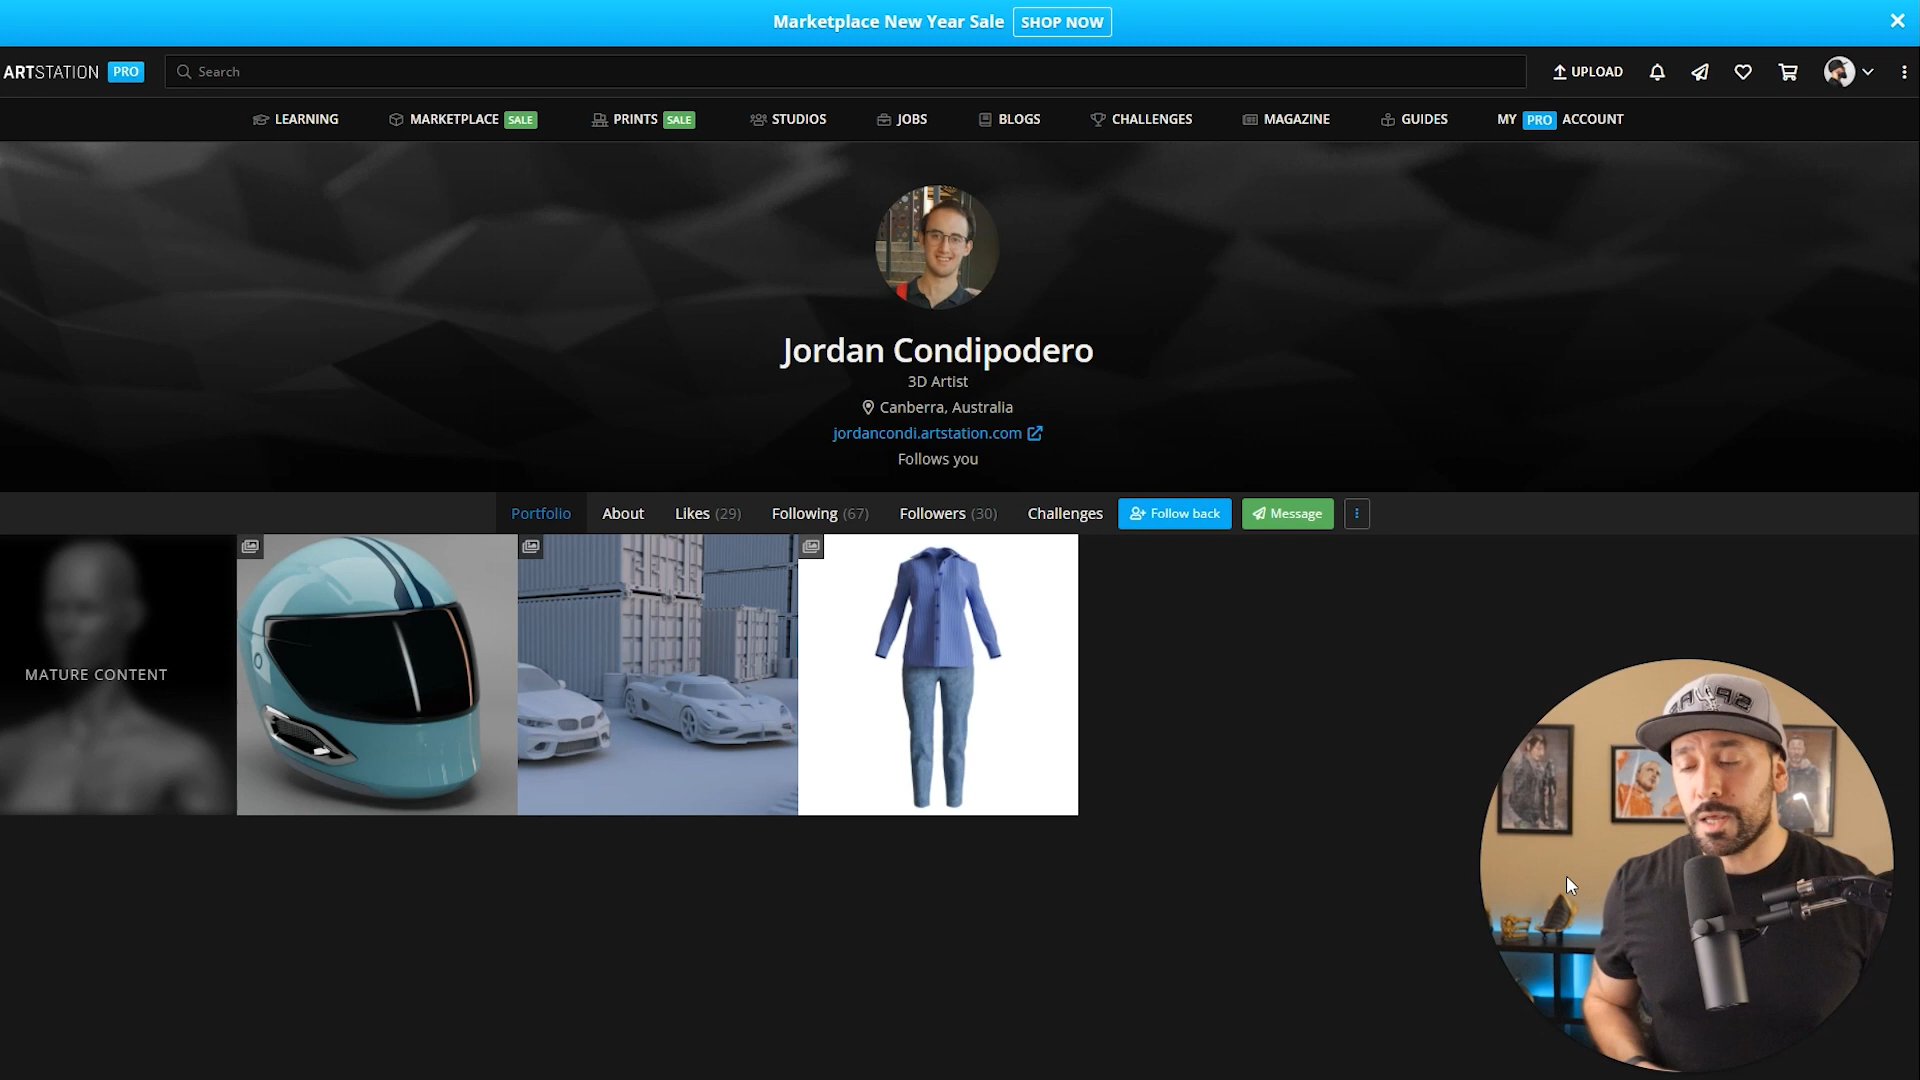 Marketplace New Year Sale SHOP NOW
ARTSTATION PRO Search UPLOAD
LEARNING MARKETPLACE SALE PRINTS SALE STUDIOS JOBS BLOGS CHALLENGES MAGAZINE GUIDES MY PRO ACCOUNT
Jordan Condipodero
3D Artist
Canberra, Australia
jordancondi.artstation.com
Follows you
Portfolio About Likes (29) Following (67) Followers (30) Challenges Follow back Message
MATURE CONTENT